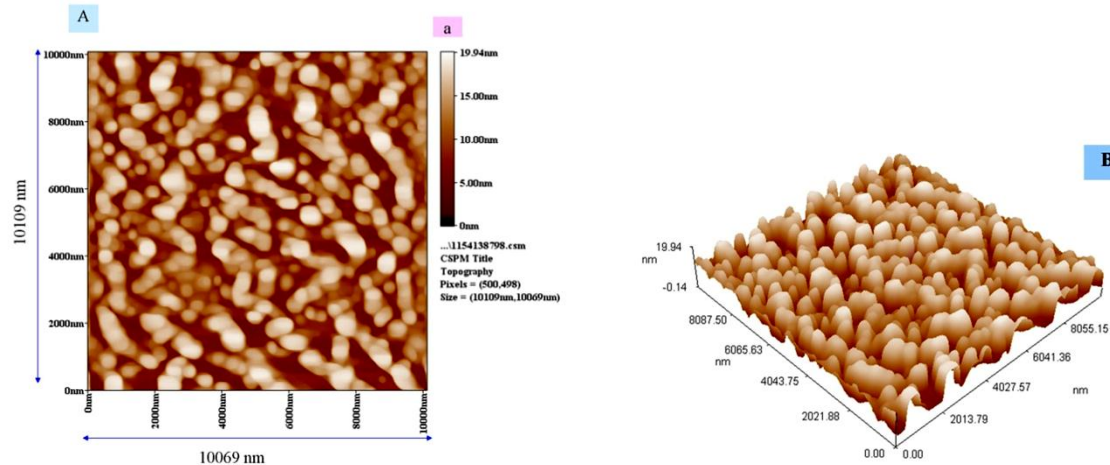 A
a
10000nm
8000nm
6000nm
4000nm
2000nm
0nm
0nm
2000nm
4000nm
6000nm
8000nm
10000nm
10109 nm
10069 nm
19.94nm
15.00nm
10.00nm
5.00nm
0nm
...\1154138798.csm
CSPM Title
Topography
Pixels = (500,498)
Size = (10109nm,10069nm)
B
19.94
nm
-0.14
8087.50
6065.63
nm
4043.75
2021.88
0.00
0.00
2013.79
4027.57
nm
6041.36
8055.15